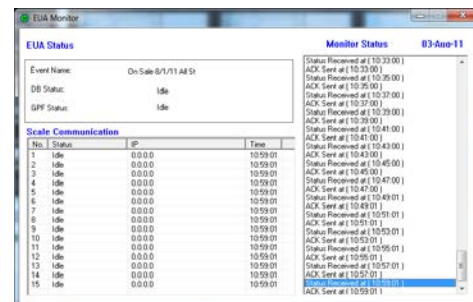 EUA Monitor
EUA Status
Event Name: On Sale 8/1/11 All St
DB Status: Idle
GPF Status: Idle
Scale Communication
No. Status IP Time
1 Idle 0.0.0.0 10:59:01
2 Idle 0.0.0.0 10:59:01
3 Idle 0.0.0.0 10:59:01
4 Idle 0.0.0.0 10:59:01
5 Idle 0.0.0.0 10:59:01
6 Idle 0.0.0.0 10:59:01
7 Idle 0.0.0.0 10:59:01
8 Idle 0.0.0.0 10:59:01
9 Idle 0.0.0.0 10:59:01
10 Idle 0.0.0.0 10:59:01
11 Idle 0.0.0.0 10:59:01
12 Idle 0.0.0.0 10:59:01
13 Idle 0.0.0.0 10:59:01
14 Idle 0.0.0.0 10:59:01
15 Idle 0.0.0.0 10:59:01
Monitor Status 03-Aug-11
Status Received at ( 10:33:00 )
ACK Sent at ( 10:33:00 )
Status Received at ( 10:35:00 )
ACK Sent at ( 10:35:00 )
Status Received at ( 10:37:00 )
ACK Sent at ( 10:37:00 )
Status Received at ( 10:39:00 )
ACK Sent at ( 10:39:00 )
Status Received at ( 10:41:00 )
ACK Sent at ( 10:41:00 )
Status Received at ( 10:43:00 )
ACK Sent at ( 10:43:00 )
Status Received at ( 10:45:00 )
ACK Sent at ( 10:45:00 )
Status Received at ( 10:47:00 )
ACK Sent at ( 10:47:00 )
Status Received at ( 10:49:01 )
ACK Sent at ( 10:49:01 )
Status Received at ( 10:51:01 )
ACK Sent at ( 10:51:01 )
Status Received at ( 10:53:01 )
ACK Sent at ( 10:53:01 )
Status Received at ( 10:55:01 )
ACK Sent at ( 10:55:01 )
Status Received at ( 10:57:01 )
ACK Sent at ( 10:57:01 )
Status Received at ( 10:59:01 )
ACK Sent at ( 10:59:01 )